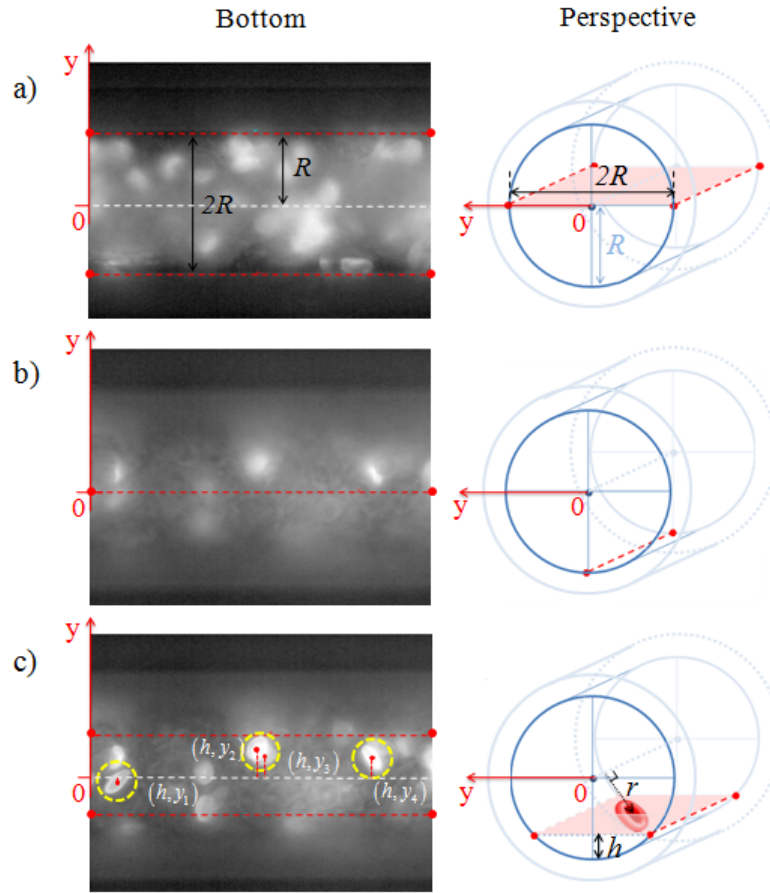 Bottom Perspective
a)
y
R
2R
0
2R
y
0
R
b)
y
0
y
0
c)
y
(h, y₂)
(h, y₃)
0
(h, y₁)
(h, y₄)
y
0
r
h